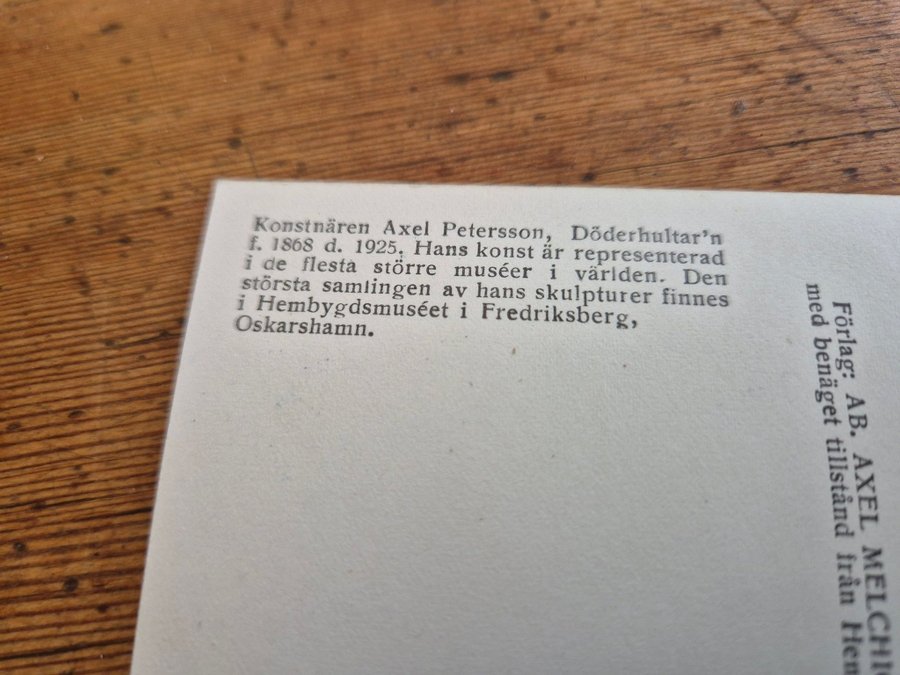 Konstnären Axel Petersson, Döderhultar'n
f. 1868 d. 1925. Hans konst är representerad
i de flesta större muséer i världen. Den
största samlingen av hans skulpturer finnes
i Hembygdsmuséet i Fredriksberg,
Oskarshamn.
Förlag: AB. AXEL
med benäget tillstånd från